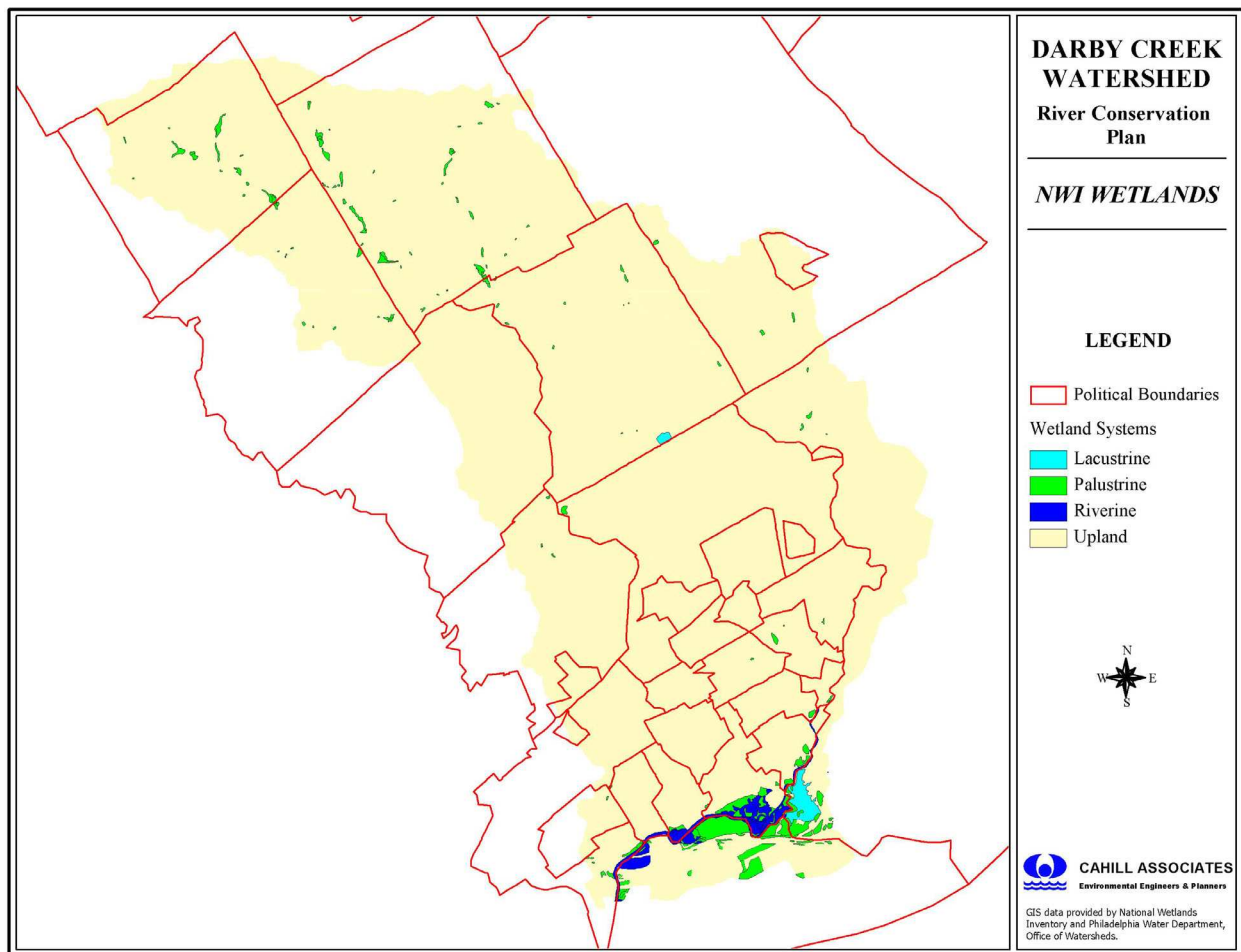 DARBY CREEK
WATERSHED
River Conservation
Plan
NWI WETLANDS
LEGEND
Political Boundaries
Wetland Systems
Lacustrine
Palustrine
Riverine
Upland
N
W E
S
CAHILL ASSOCIATES
Environmental Engineers & Planners
GIS data provided by National Wetlands
Inventory and Philadelphia Water Department,
Office of Watersheds.